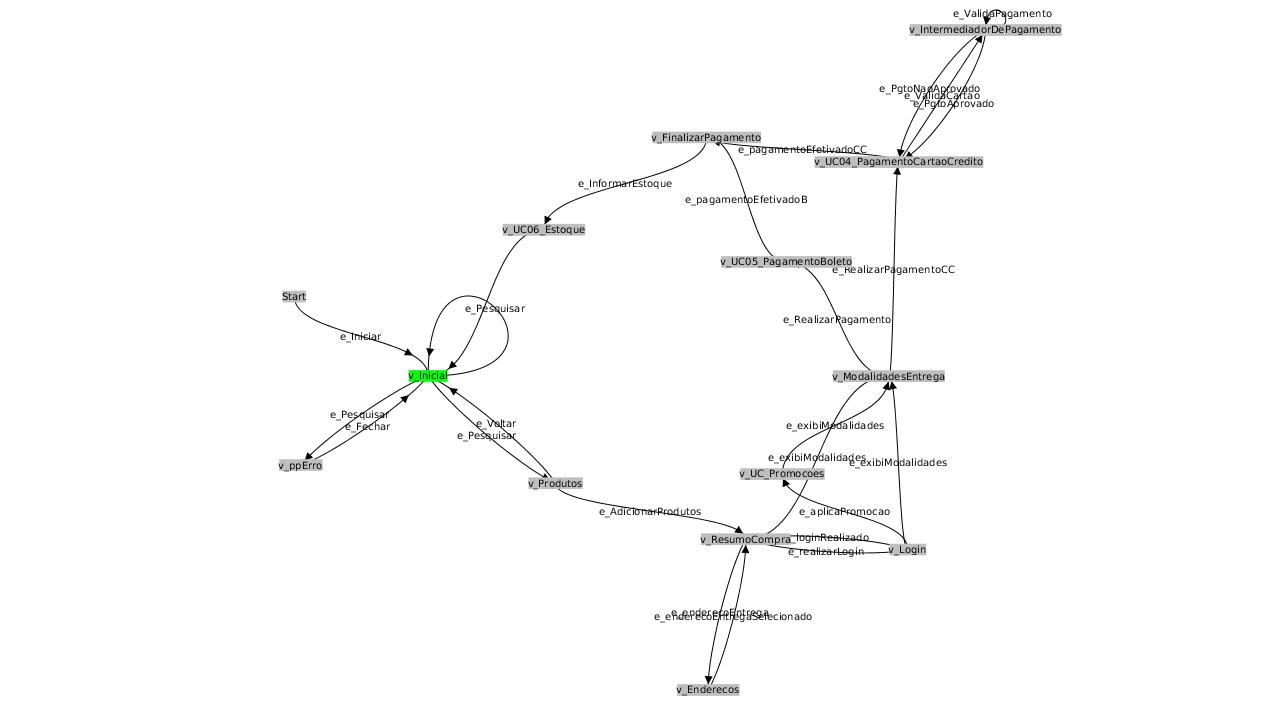 e_ValidaPagamento
v_IntermediadorDePagamento
e_PgtoNaoAprovado
e_ValidaCartao
e_PgtoAprovado
v_FinalizarPagamento
e_pagamentoEfetivadoCC
v_UC04_PagamentoCartaoCredito
e_InformarEstoque
e_pagamentoEfetivadoB
v_UC06_Estoque
v_UC05_PagamentoBoleto
e_RealizarPagamentoCC
Start
e_Pesquisar
e_RealizarPagamento
e_Iniciar
v_Inicial
v_ModalidadesEntrega
e_Pesquisar
e_Voltar
e_Fechar
e_Pesquisar
e_exibiModalidades
e_exibiModalidades
e_exibiModalidades
v_ppErro
v_UC_Promocoes
v_Produtos
e_AdicionarProdutos
e_aplicaPromocao
v_ResumoCompra
_loginRealizado
e_realizarLogin
v_Login
e_enderecoEntrega
e_enderecoEntregaSelecionado
v_Enderecos